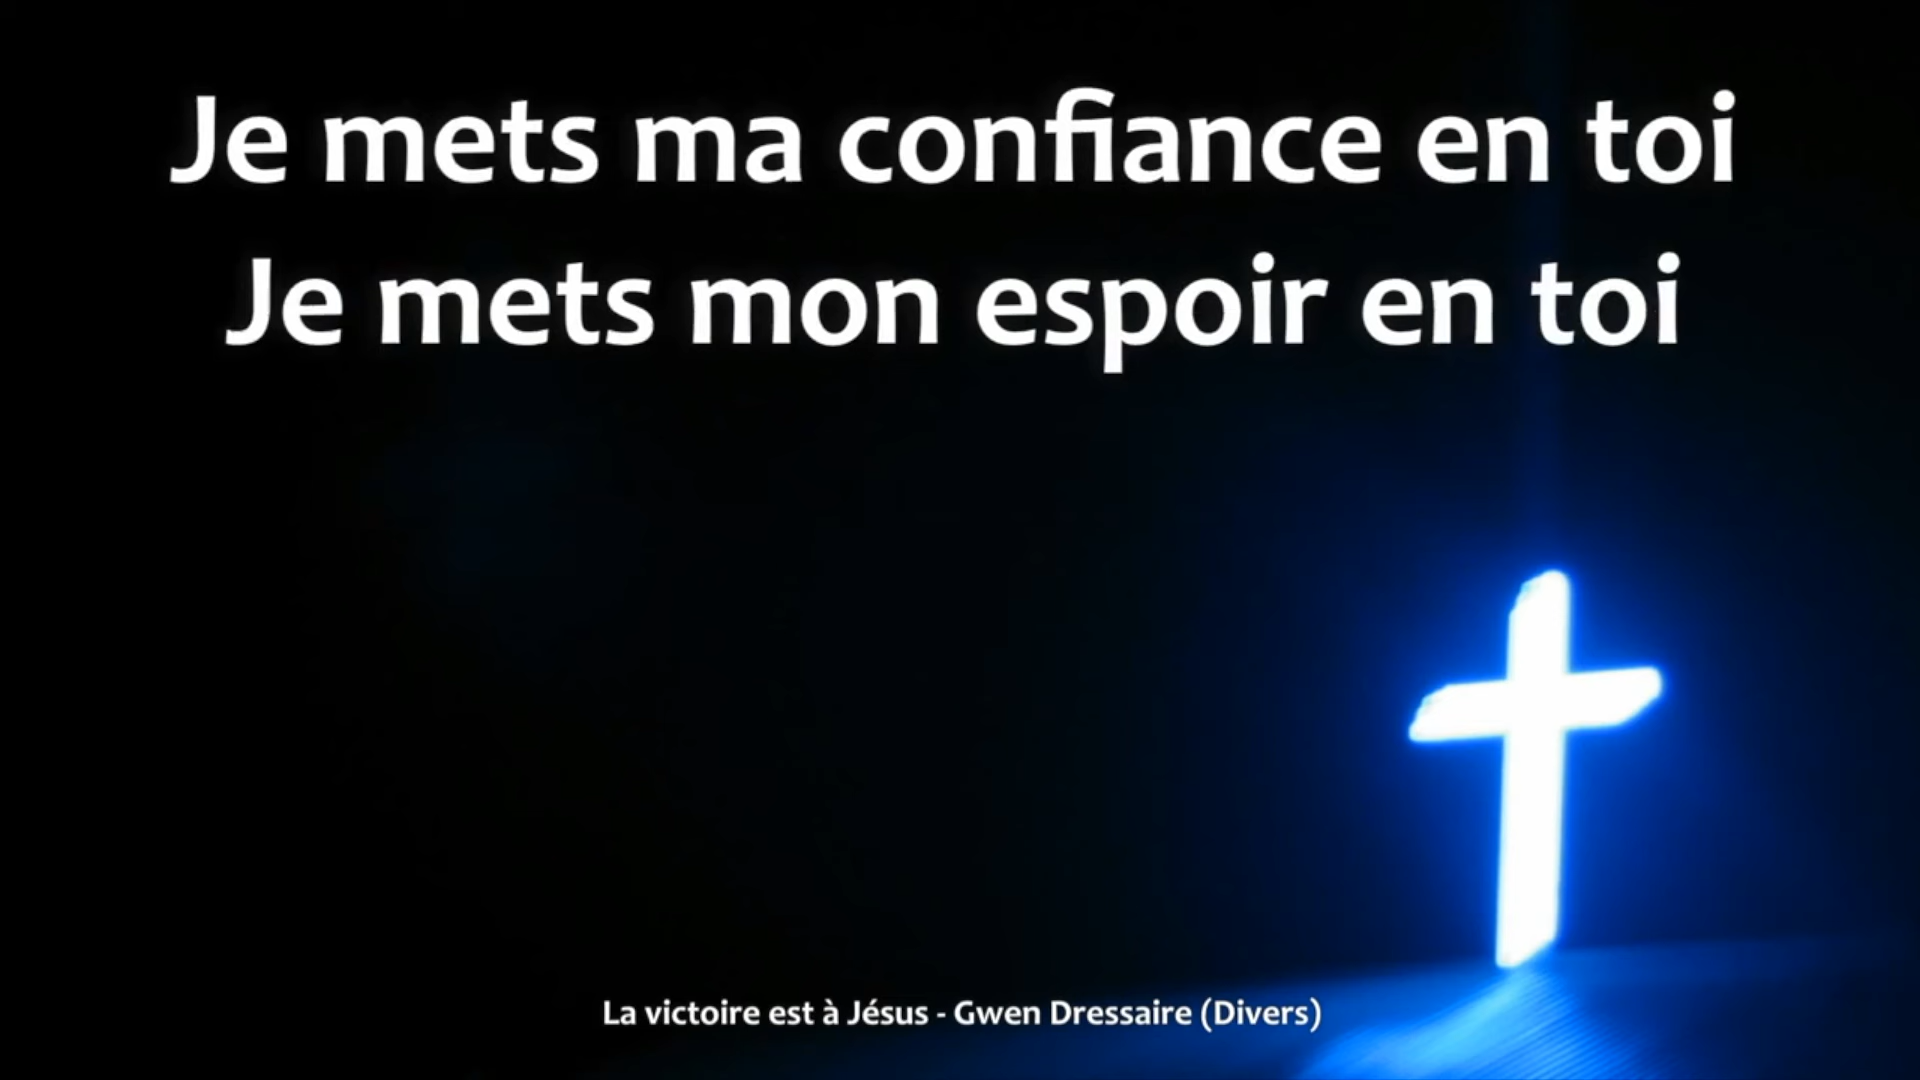 Je mets ma confiance en toi
Je mets mon espoir en toi
La victoire est à Jésus - Gwen Dressaire (Divers)